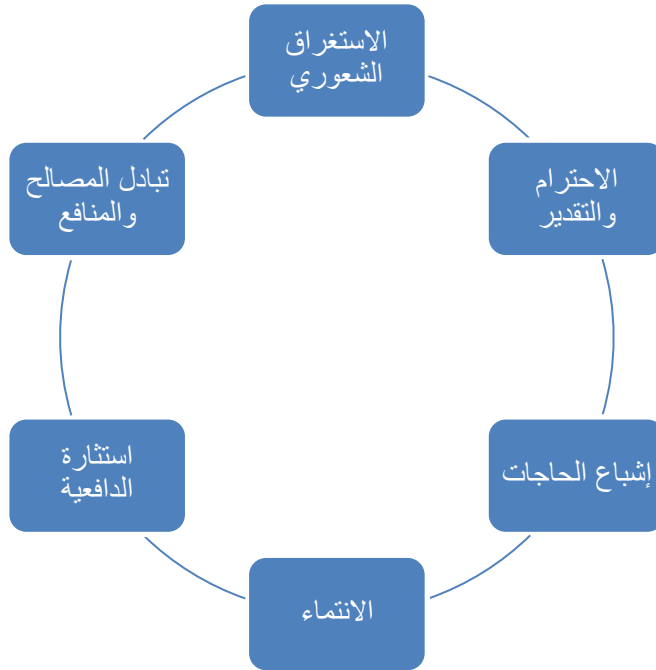 الاستغراق
الشعوري
الاحترام
والتقدير
إشباع الحاجات
الانتماء
استثارة
الدافعية
تبادل المصالح
والمنافع